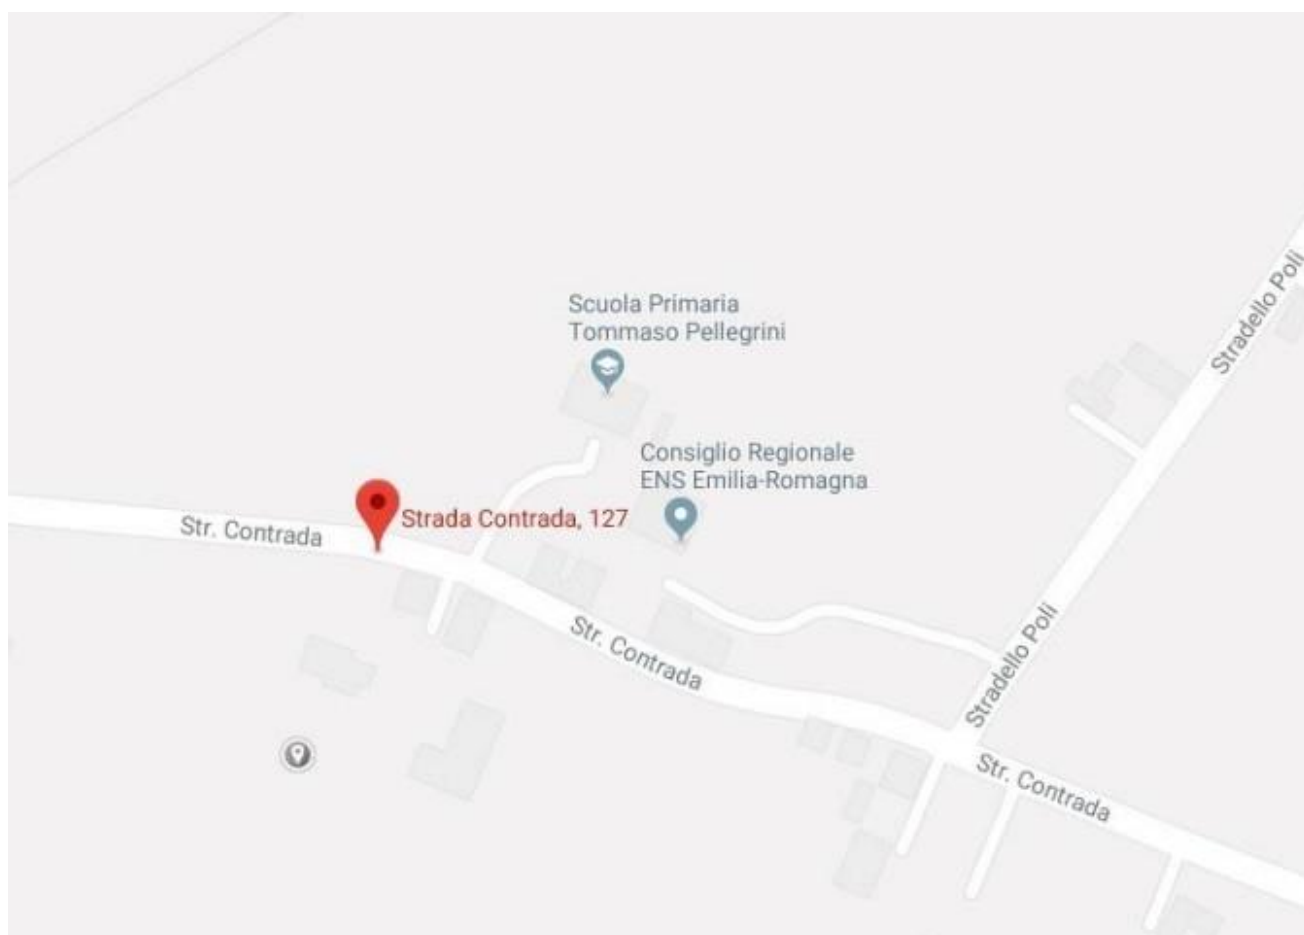 Stradello Poli
Scuola Primaria
Tommaso Pellegrini
Consiglio Regionale
ENS Emilia-Romagna
Strada Contrada, 127
Str. Contrada
Str. Contrada
Stradello Poli
Str. Contrada